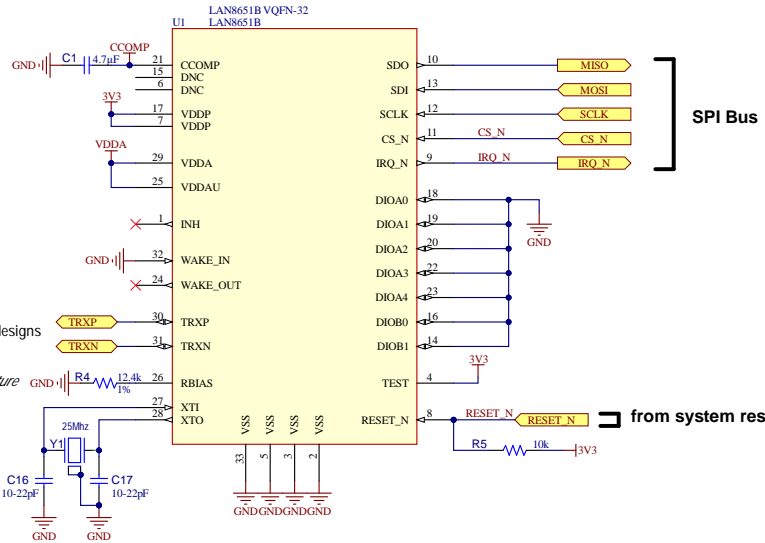 LAN8651B VQFN-32
U1 LAN8651B
C1 4.7µF CCOMP
GND
21 CCOMP
15 DNC
6 DNC
3V3
17 VDDP
7 VDDP
VDDA
29 VDDA
25 VDDAU
1 INH
GND 32 WAKE_IN
24 WAKE_OUT
TRXP 30 TRXP
TRXN 31 TRXN
GND R4 12.4k 1% 26 RBIAS
27 XTI
28 XTO
25Mhz
Y1
C16
10-22pF
C17
10-22pF
GND GND
VSS VSS VSS VSS
33 5 3 2
GND GND GND GND
SDO 10 MISO
SDI 13 MOSI
SCLK 12 SCLK
CS_N 11 CS_N CS_N
IRQ_N 9 IRQ_N IRQ_N
SPI Bus
DIOA0 18
DIOA1 19
DIOA2 20
DIOA3 22
DIOA4 23
DIOB0 16
DIOB1 14
GND
3V3
TEST 4
RESET_N 8 RESET_N RESET_N
from system res
R5 10k 3V3
designs